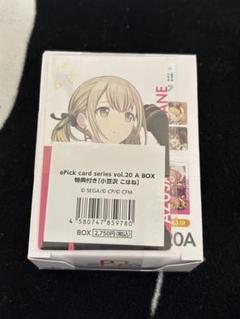 ePick card series vol.20 A BOX
特典付き[小豆沢 こはね]
© SEGA/© CP/© CFM
4 580747 859780
BOX 2,750円(税込)
20A